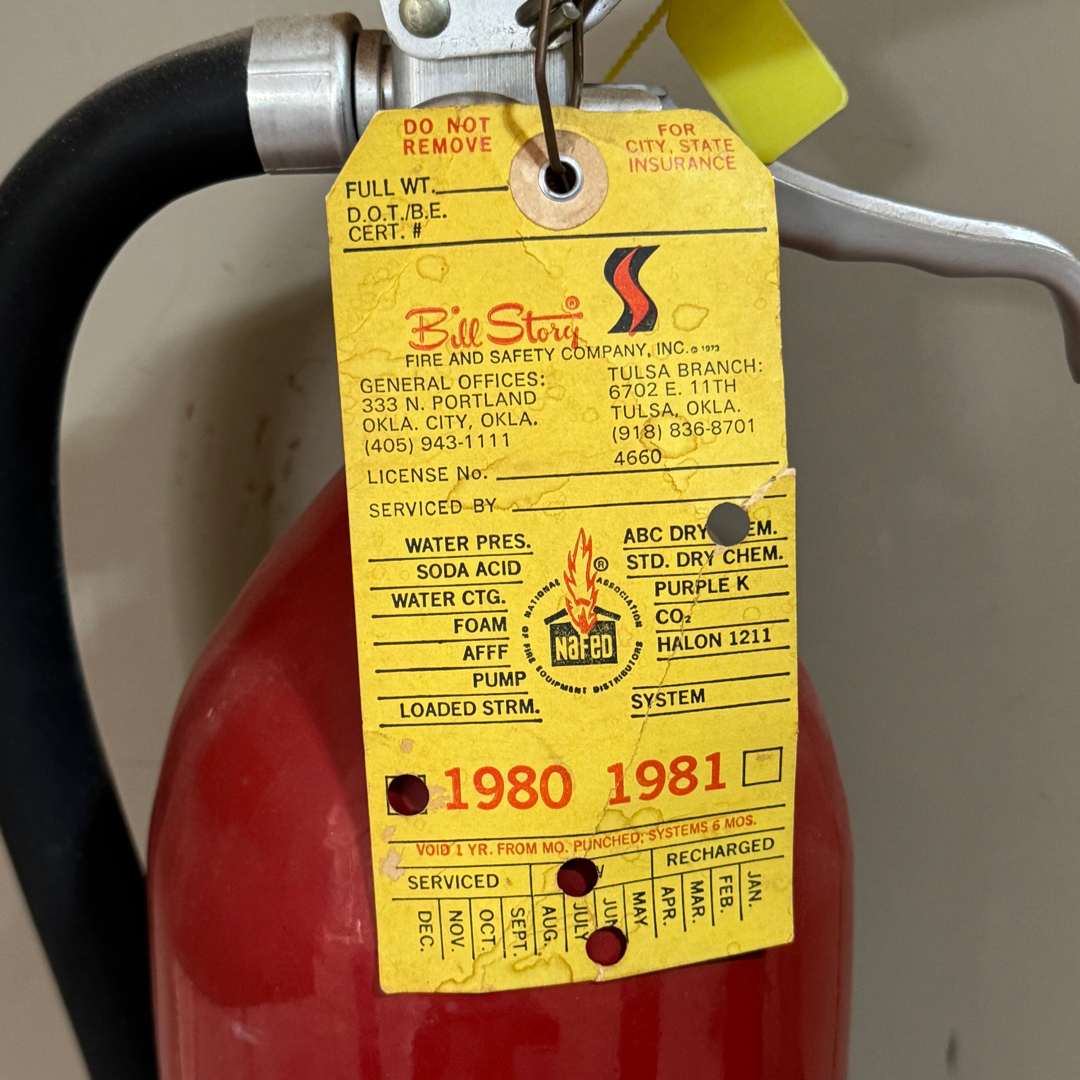 DO NOT
REMOVE
FOR
CITY, STATE
INSURANCE
FULL WT.
D.O.T./B.E.
CERT. #
Bill Story®
FIRE AND SAFETY COMPANY, INC. © 1973
GENERAL OFFICES:
333 N. PORTLAND
OKLA. CITY, OKLA.
(405) 943-1111
TULSA BRANCH:
6702 E. 11TH
TULSA, OKLA.
(918) 836-8701
4660
LICENSE No.
SERVICED BY
WATER PRES.
SODA ACID
WATER CTG.
FOAM
AFFF
PUMP
LOADED STRM.
®
NATIONAL ASSOCIATION
OF FIRE EQUIPMENT DISTRIBUTORS
NAFED
ABC DRY
STD. DRY CHEM.
PURPLE K
CO₂
HALON 1211
SYSTEM
1980 1981
VOID 1 YR. FROM MO. PUNCHED; SYSTEMS 6 MOS.
SERVICED
RECHARGED
DEC.
NOV.
OCT.
SEPT.
AUG.
JULY
JUN
MAY
APR.
MAR.
FEB.
JAN.